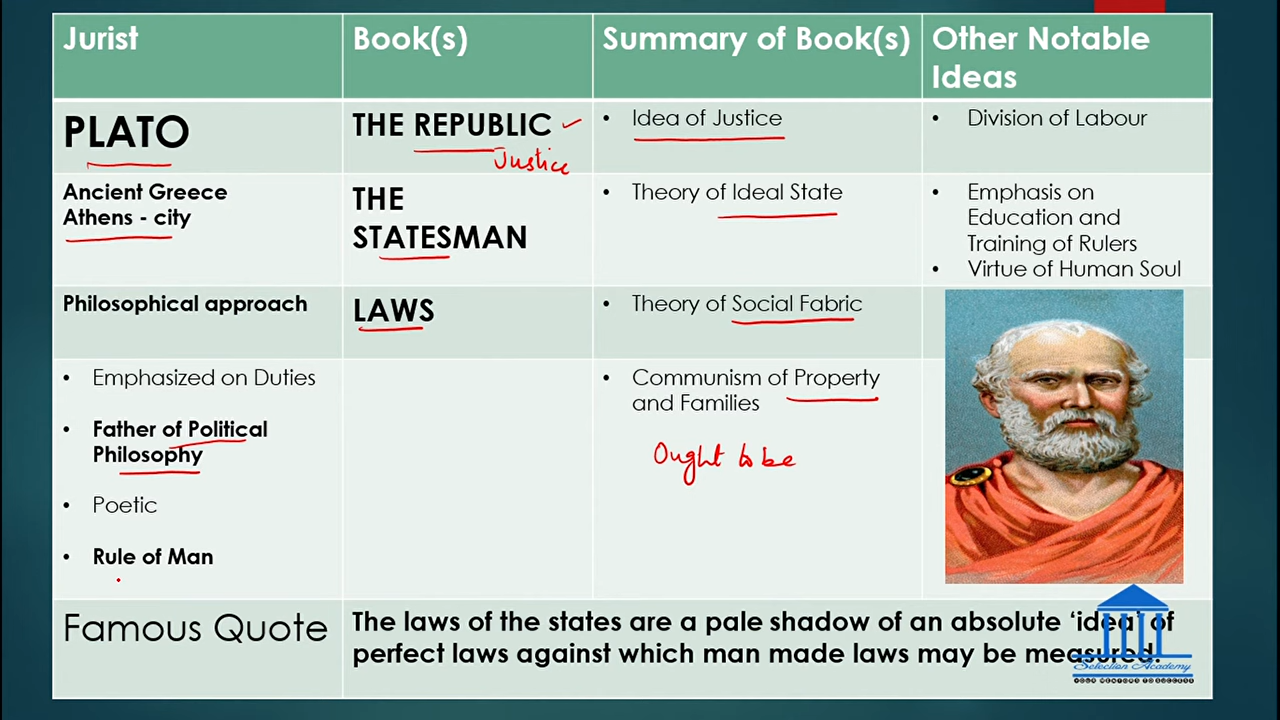 Jurist
Book(s)
Summary of Book(s)
Other Notable
Ideas
PLATO
THE REPUBLIC
Justice
• Idea of Justice
• Division of Labour
Ancient Greece
Athens - city
THE
STATESMAN
• Theory of Ideal State
• Emphasis on
Education and
Training of Rulers
• Virtue of Human Soul
Philosophical approach
LAWS
• Theory of Social Fabric
• Emphasized on Duties
• Father of Political
Philosophy
• Poetic
• Rule of Man
• Communism of Property
and Families
Ought to be
Famous Quote
The laws of the states are a pale shadow of an absolute ‘idea’ of
perfect laws against which man made laws may be measured.
Selection Academy
YOUR MENTORS TO SUCCESS